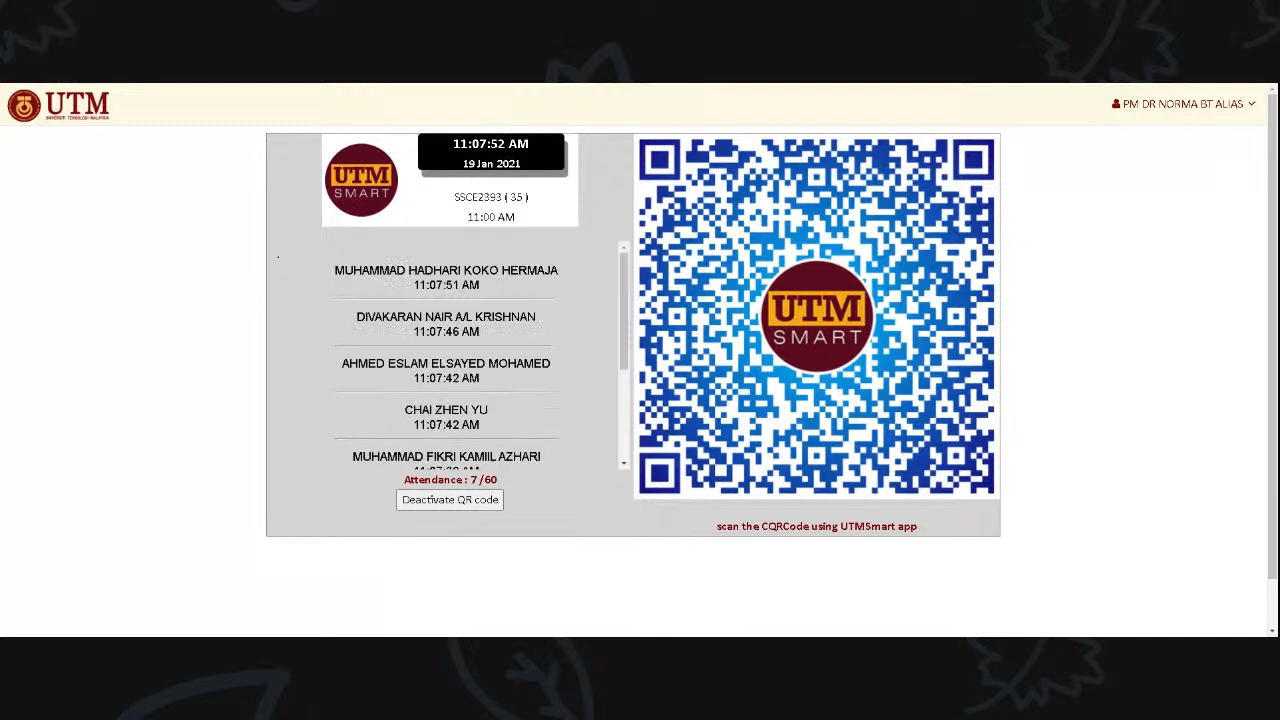 UTM
UNIVERSITI TEKNOLOGI MALAYSIA
PM DR NORMA BT ALIAS
UTM
SMART
11:07:52 AM
19 Jan 2021
SSCE2393 ( 35 )
11:00 AM
MUHAMMAD HADHARI KOKO HERMAJA
11:07:51 AM
DIVAKARAN NAIR A/L KRISHNAN
11:07:46 AM
AHMED ESLAM ELSAYED MOHAMED
11:07:42 AM
CHAI ZHEN YU
11:07:42 AM
MUHAMMAD FIKRI KAMIIL AZHARI
Attendance : 7 /60
Deactivate QR code
UTM
SMART
scan the CQRCode using UTMSmart app